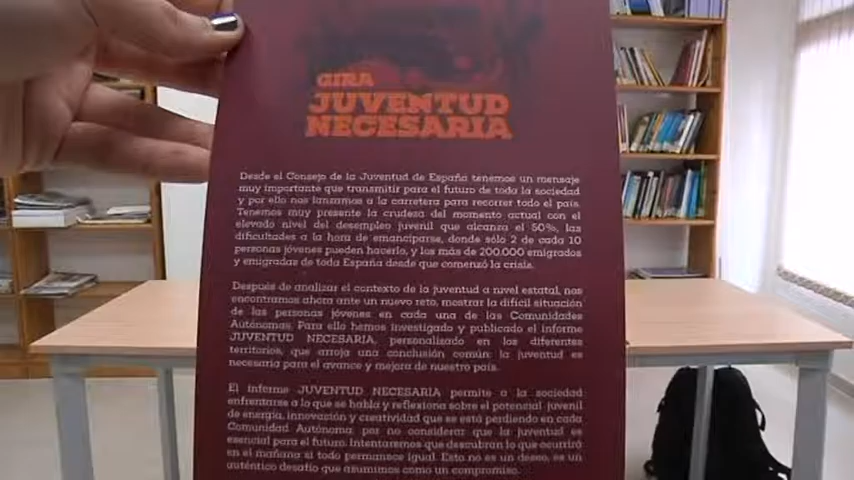 GIRA
JUVENTUD
NECESARIA
Desde el Consejo de la Juventud de España tenemos un mensaje
muy importante que transmitir para el futuro de toda la sociedad
y por ello nos lanzamos a la carretera para recorrer todo el país.
Tenemos muy presente la crudeza del momento actual con el
elevado nivel del desempleo juvenil que alcanza el 50%, las
dificultades a la hora de emanciparse, donde sólo 2 de cada 10
personas jóvenes pueden hacerlo, y los más de 200.000 emigrados
y emigradas de toda España desde que comenzó la crisis.
Después de analizar el contexto de la juventud a nivel estatal, nos
encontramos ahora ante un nuevo reto, mostrar la difícil situación
de las personas jóvenes en cada una de las Comunidades
Autónomas. Para ello hemos investigado y publicado el informe
JUVENTUD NECESARIA, personalizado en los diferentes
territorios, que arroja una conclusión común: la juventud es
necesaria para el avance y mejora de nuestro país.
El informe JUVENTUD NECESARIA permite a la sociedad
enfrentarse a lo que se habla y reflexiona sobre el potencial juvenil
de energía, innovación y creatividad que se está perdiendo en cada
Comunidad Autónoma por no considerar que la juventud es
esencial para el futuro. Intentaremos que descubran lo que ocurrirá
en el mañana si todo permanece igual. Esto no es un deseo, es un
auténtico desafío que asumimos como un compromiso.